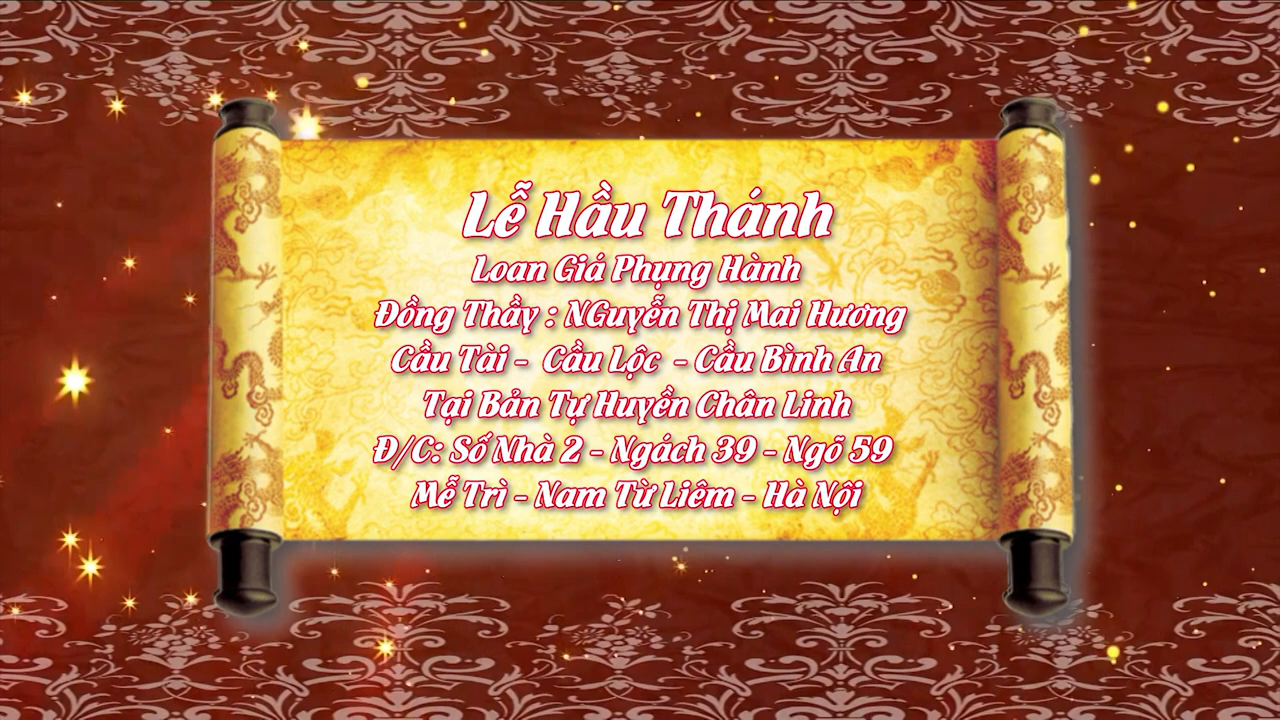 Lễ Hầu Thánh
Loan Giá Phụng Hành
Đồng Thầy : NGuyễn Thị Mai Hương
Cầu Tài - Cầu Lộc - Cầu Bình An
Tại Bản Tự Huyền Chân Linh
Đ/C: Số Nhà 2 - Ngách 39 - Ngõ 59
Mễ Trì - Nam Từ Liêm - Hà Nội